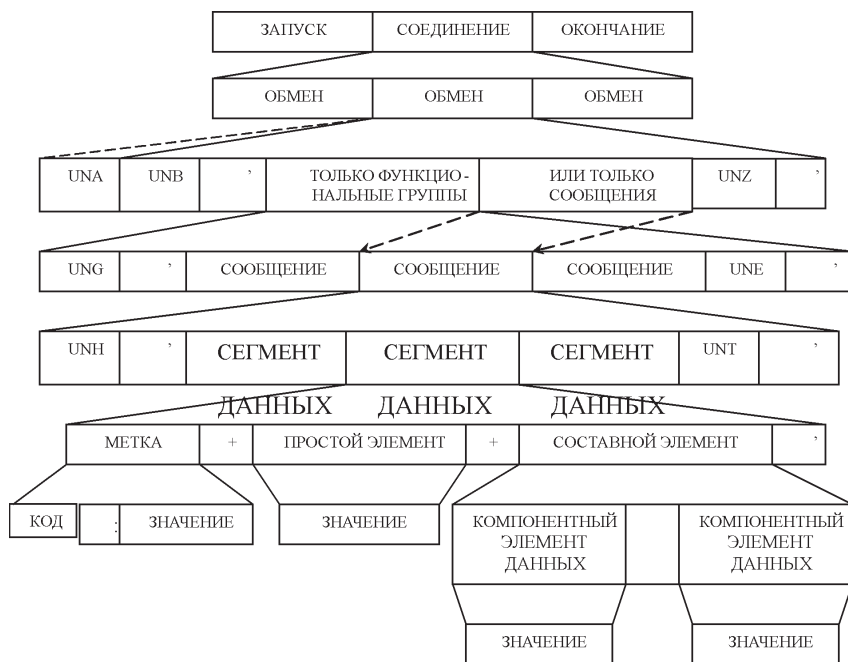 ЗАПУСК СОЕДИНЕНИЕ ОКОНЧАНИЕ
ОБМЕН ОБМЕН ОБМЕН
UNA UNB ’ ТОЛЬКО ФУНКЦИО - ИЛИ ТОЛЬКО UNZ ’
НАЛЬНЫЕ ГРУППЫ СООБЩЕНИЯ
UNG ’ СООБЩЕНИЕ СООБЩЕНИЕ СООБЩЕНИЕ UNE ’
UNH ’ СЕГМЕНТ СЕГМЕНТ СЕГМЕНТ UNT ’
ДАННЫХ ДАННЫХ ДАННЫХ
МЕТКА + ПРОСТОЙ ЭЛЕМЕНТ + СОСТАВНОЙ ЭЛЕМЕНТ ’
КОД : ЗНАЧЕНИЕ ЗНАЧЕНИЕ КОМПОНЕНТНЫЙ КОМПОНЕНТНЫЙ
ЭЛЕМЕНТ ЭЛЕМЕНТ
ДАННЫХ ДАННЫХ
ЗНАЧЕНИЕ ЗНАЧЕНИЕ